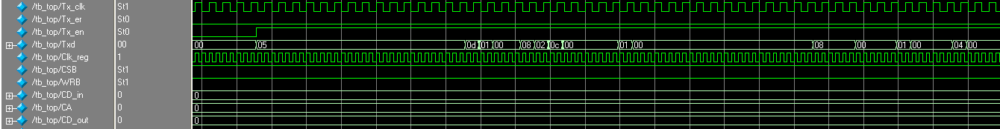 /tb_top/Tx_clk St1
/tb_top/Tx_er St0
/tb_top/Tx_en St0
/tb_top/Txd 00 00 05 0d 01 00 08 02 0c 00 01 00 08 00 01 00 04 00
/tb_top/Clk_reg 1
/tb_top/CSB St1
/tb_top/WRB St1
/tb_top/CD_in 0 0
/tb_top/CA 0 0
/tb_top/CD_out 0 0